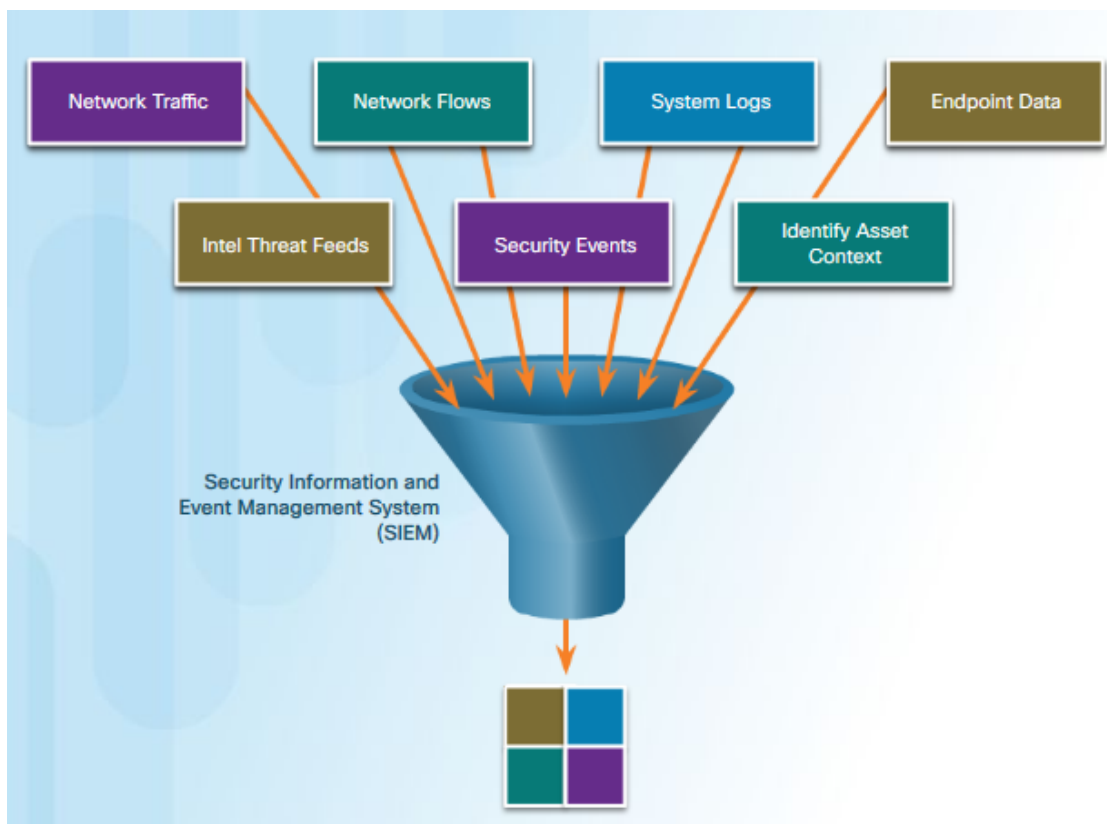 Network Traffic
Network Flows
System Logs
Endpoint Data
Intel Threat Feeds
Security Events
Identify Asset
Context
Security Information and
Event Management System
(SIEM)